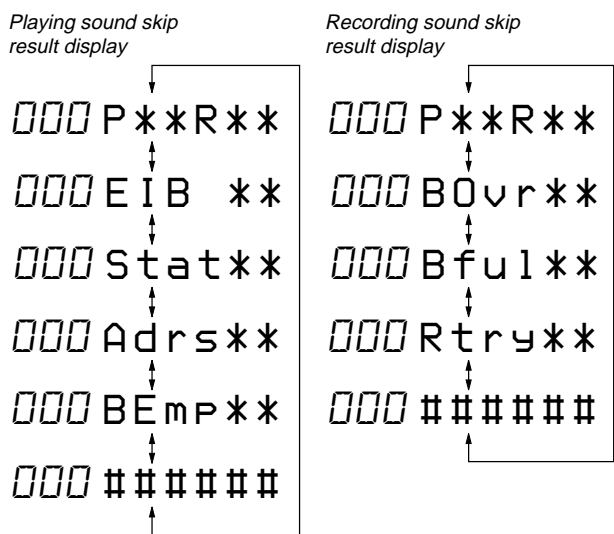 Playing sound skip
result display
000 P**R**
000 EIB **
000 Stat**
000 Adrs**
000 BEmp**
000 ######
Recording sound skip
result display
000 P**R**
000 BOvr**
000 Bful**
000 Rtry**
000 ######